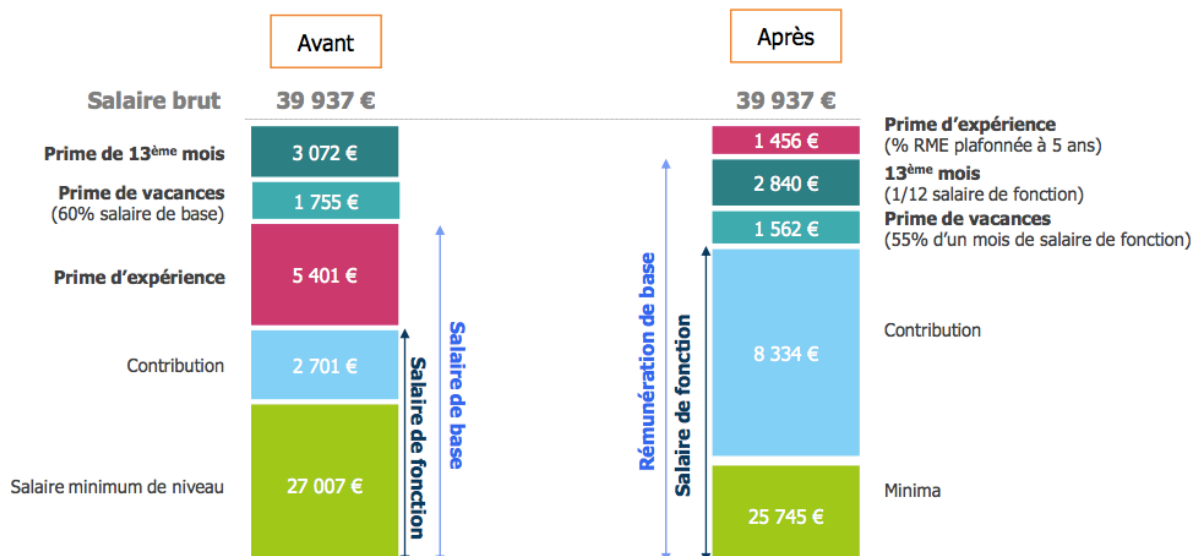 Avant
Après
Salaire brut
39 937 €
39 937 €
Prime de 13ème mois
3 072 €
Prime de vacances
(60% salaire de base)
1 755 €
Prime d'expérience
5 401 €
Contribution
2 701 €
Salaire minimum de niveau
27 007 €
Salaire de fonction
Salaire de base
Rémunération de base
Salaire de fonction
1 456 €
Prime d'expérience
(% RME plafonnée à 5 ans)
2 840 €
13ème mois
(1/12 salaire de fonction)
1 562 €
Prime de vacances
(55% d'un mois de salaire de fonction)
8 334 €
Contribution
25 745 €
Minima